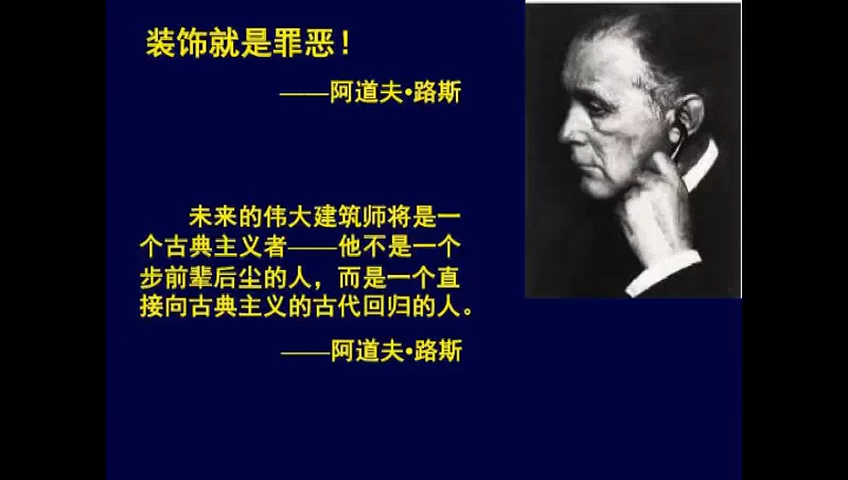 装饰就是罪恶！
——阿道夫•路斯
未来的伟大建筑师将是一
个古典主义者——他不是一个
步前辈后尘的人，而是一个直
接向古典主义的古代回归的人。
——阿道夫•路斯